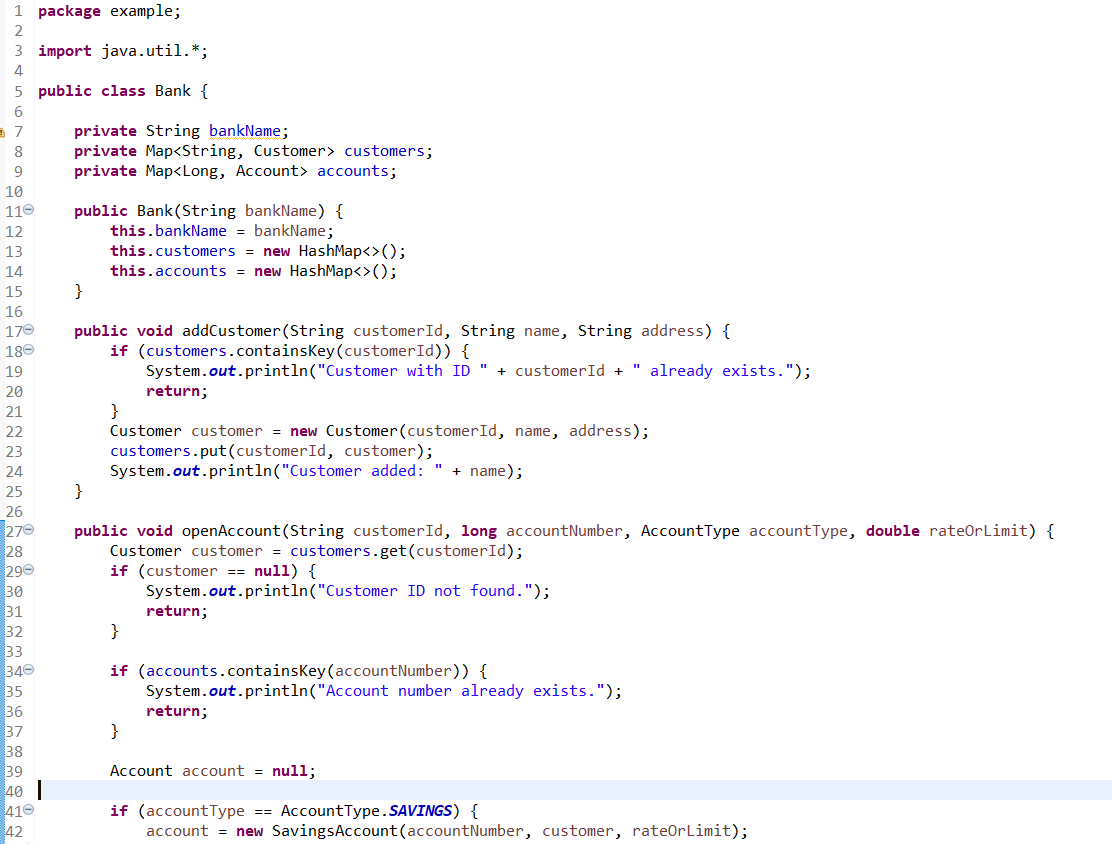 1 package example;
2
3 import java.util.*;
4
5 public class Bank {
6
7     private String bankName;
8     private Map<String, Customer> customers;
9     private Map<Long, Account> accounts;
10
11     public Bank(String bankName) {
12         this.bankName = bankName;
13         this.customers = new HashMap<>();
14         this.accounts = new HashMap<>();
15     }
16
17     public void addCustomer(String customerId, String name, String address) {
18         if (customers.containsKey(customerId)) {
19             System.out.println("Customer with ID " + customerId + " already exists.");
20             return;
21         }
22         Customer customer = new Customer(customerId, name, address);
23         customers.put(customerId, customer);
24         System.out.println("Customer added: " + name);
25     }
26
27     public void openAccount(String customerId, long accountNumber, AccountType accountType, double rateOrLimit) {
28         Customer customer = customers.get(customerId);
29         if (customer == null) {
30             System.out.println("Customer ID not found.");
31             return;
32         }
33
34         if (accounts.containsKey(accountNumber)) {
35             System.out.println("Account number already exists.");
36             return;
37         }
38
39         Account account = null;
40
41         if (accountType == AccountType.SAVINGS) {
42             account = new SavingsAccount(accountNumber, customer, rateOrLimit);